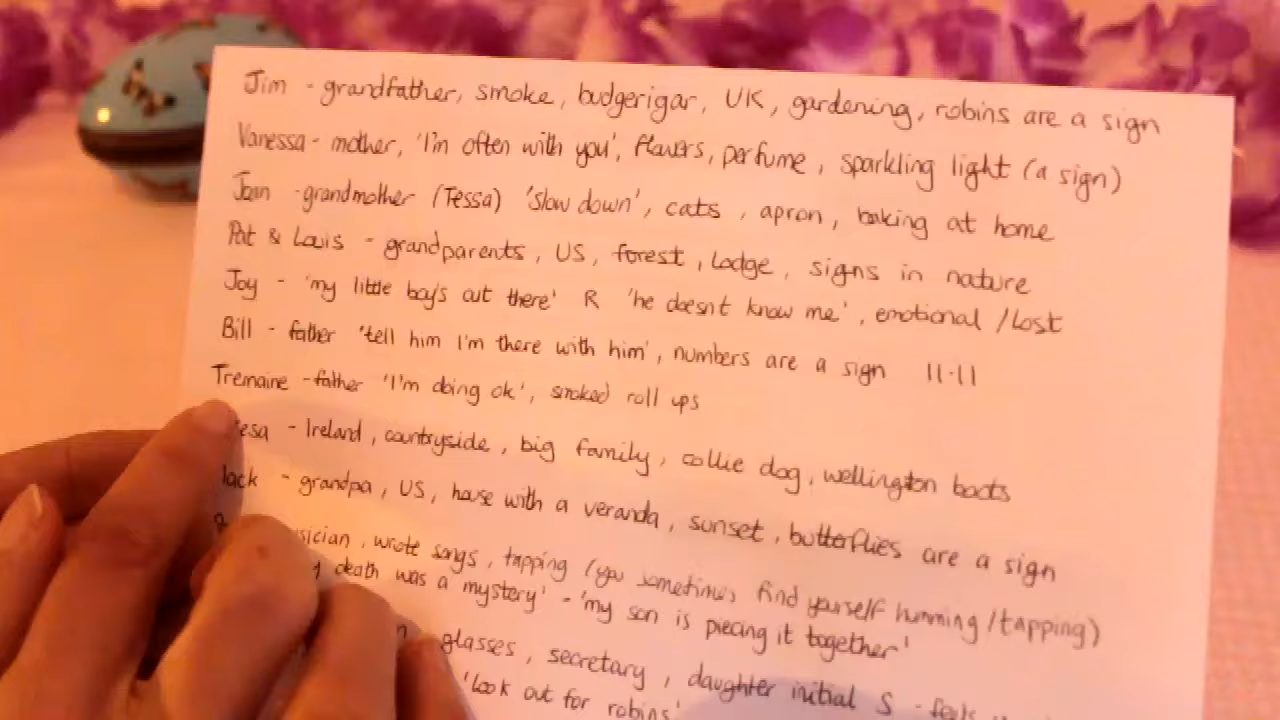 Jim - grandfather, smoke, budgerigar, UK, gardening, robins are a sign
Vanessa - mother, 'I'm often with you', flowers, perfume, sparkling light (a sign)
Joan - grandmother (Tessa) 'slow down', cats, apron, baking at home
Pat & Louis - grandparents, US, forest, lodge, signs in nature
Joy - 'my little boy's out there' R 'he doesn't know me', emotional / lost
Bill - father 'tell him I'm there with him', numbers are a sign 11-11
Tremaine - father 'I'm doing ok', smoked roll ups
- Ireland, countryside, big family, collie dog, wellington boots
Jack - grandpa, US, house with a veranda, sunset, butterflies are a sign
wrote songs, tapping (you sometimes find yourself humming / tapping)
death was a mystery' - 'my son is piecing it together'
glasses, secretary, daughter initial S -
'look out for robins'